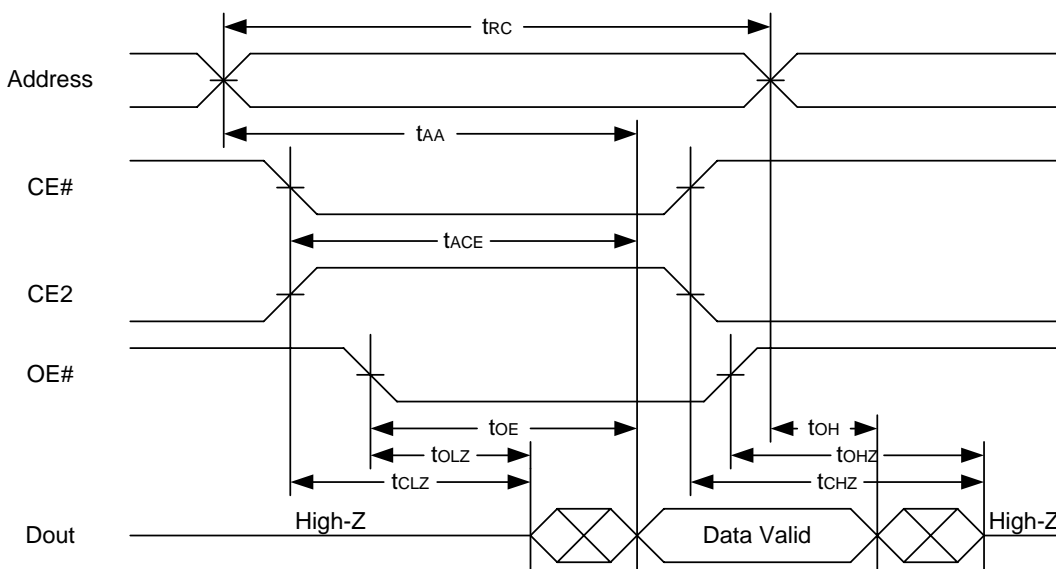 tRC
Address
tAA
CE#
tACE
CE2
OE#
tOE
tOH
tOLZ
tOHZ
tCLZ
tCHZ
High-Z
Dout
Data Valid
High-Z